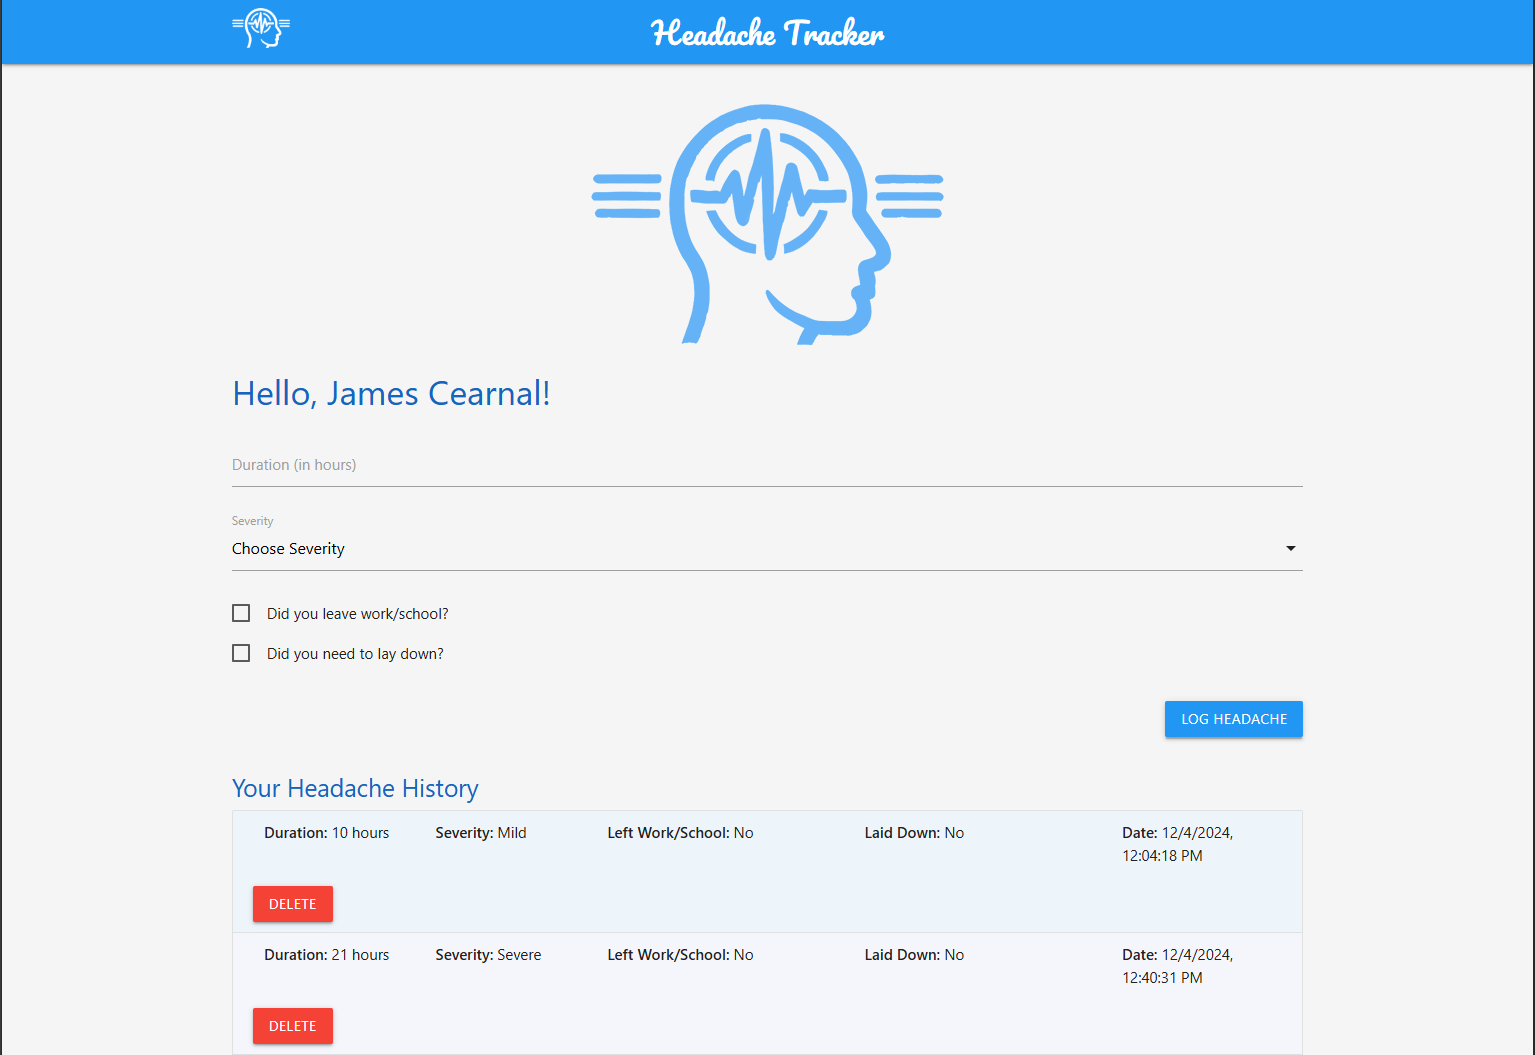 Headache Tracker
Hello, James Cearnal!
Duration (in hours)
Severity
Choose Severity
Did you leave work/school?
Did you need to lay down?
LOG HEADACHE
Your Headache History
Duration: 10 hours Severity: Mild Left Work/School: No Laid Down: No Date: 12/4/2024,
12:04:18 PM
DELETE
Duration: 21 hours Severity: Severe Left Work/School: No Laid Down: No Date: 12/4/2024,
12:40:31 PM
DELETE